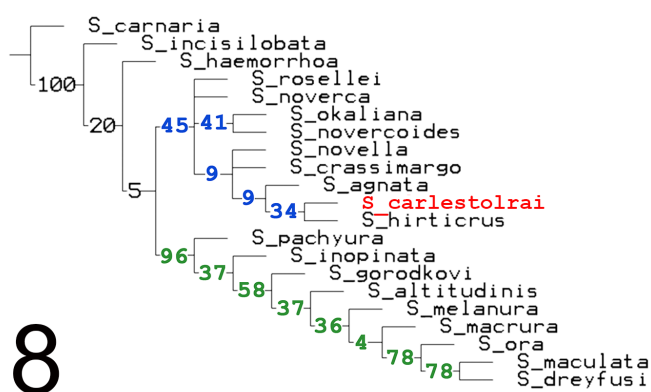 S_carnaria
S_incisilobata
S_haemorrhoa
100
S_rosellei
S_noverca
S_okaliana
20
45
41
S_novercoides
S_novella
S_crassimargo
9
S_agnata
5
9
S_carlestolrai
34
S_hirticrus
S_pachyura
96
S_inopinata
37
S_gorodkovi
58
S_altitudinis
37
S_melanura
36
S_macrura
4
S_ora
78
S_maculata
78
S_dreyfusi
8